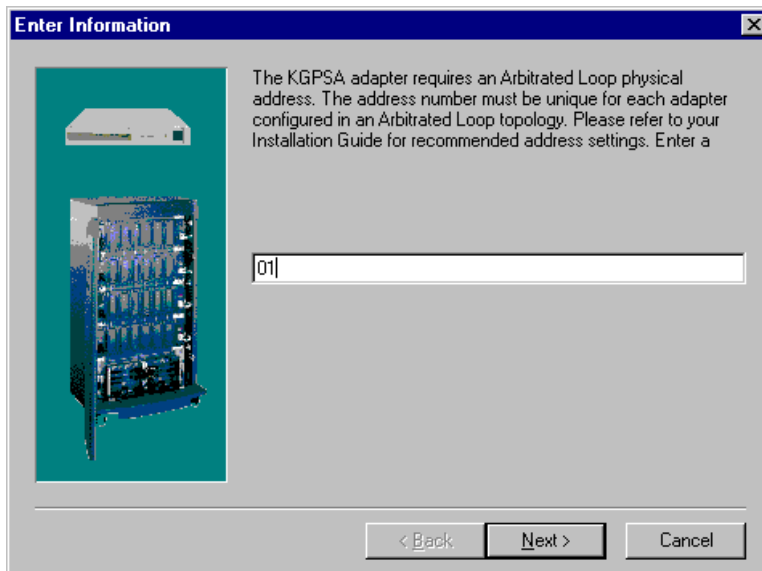 Enter Information
The KGPSA adapter requires an Arbitrated Loop physical
address. The address number must be unique for each adapter
configured in an Arbitrated Loop topology. Please refer to your
Installation Guide for recommended address settings. Enter a
01
< Back
Next >
Cancel